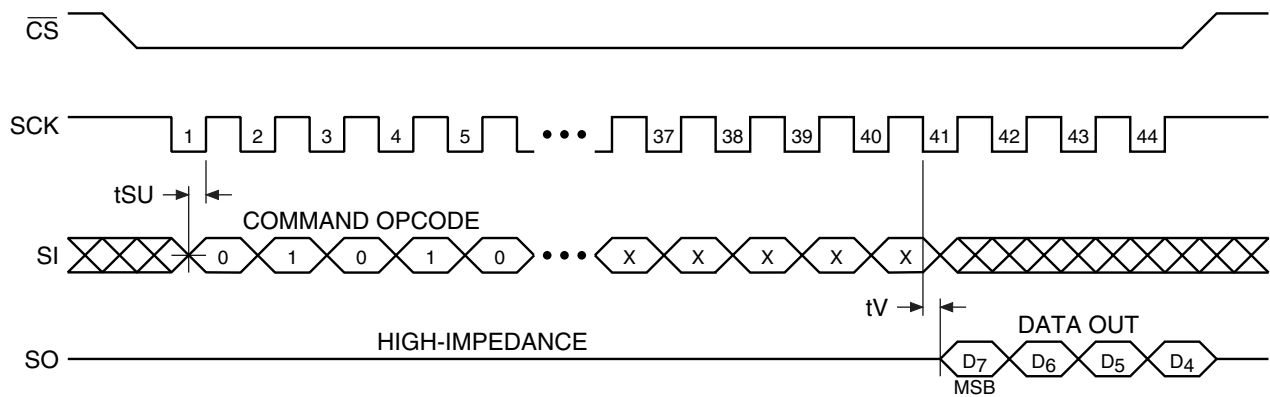 CS
SCK 1 2 3 4 5 ••• 37 38 39 40 41 42 43 44
tSU
COMMAND OPCODE
SI 0 1 0 1 0 ••• X X X X X
tV
HIGH-IMPEDANCE
DATA OUT
SO D7 D6 D5 D4
MSB